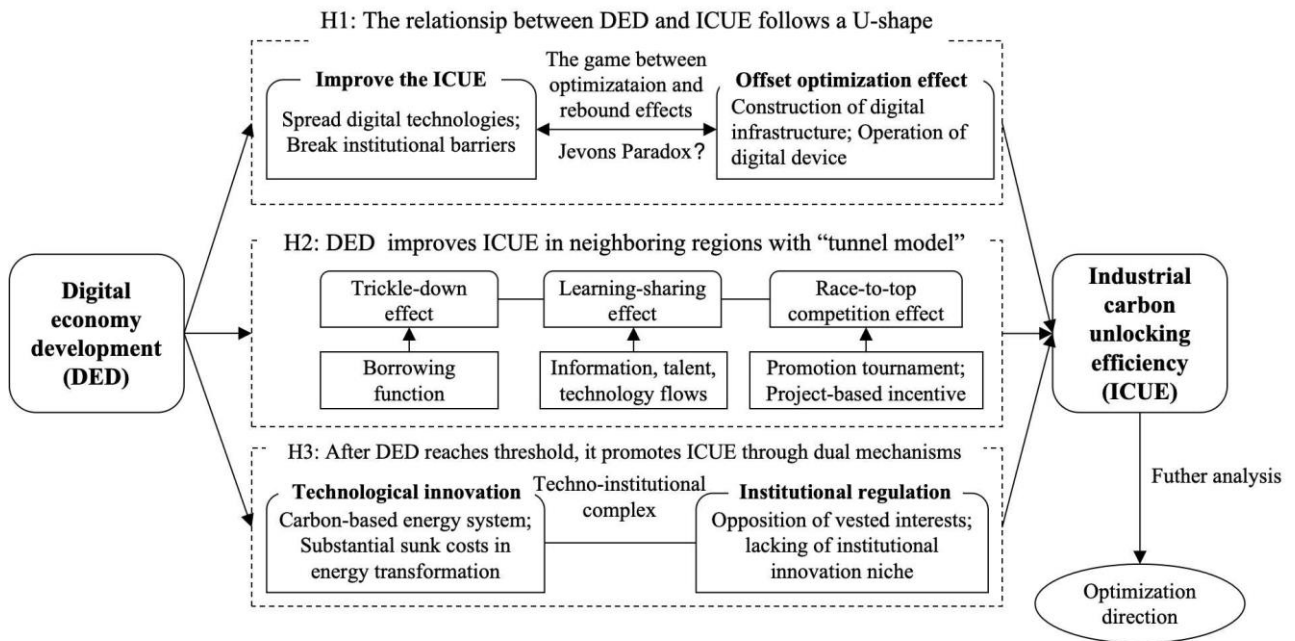 H1: The relationsip between DED and ICUE follows a U-shape
Improve the ICUE
Spread digital technologies;
Break institutional barriers
The game between
optimizataion and
rebound effects
Jevons Paradox？
Offset optimization effect
Construction of digital
infrastructure; Operation of
digital device
Digital
economy
development
(DED)
H2: DED improves ICUE in neighboring regions with “tunnel model”
Trickle-down
effect
Learning-sharing
effect
Race-to-top
competition effect
Borrowing
function
Information, talent,
technology flows
Promotion tournament;
Project-based incentive
Industrial
carbon
unlocking
efficiency
(ICUE)
H3: After DED reaches threshold, it promotes ICUE through dual mechanisms
Technological innovation
Carbon-based energy system;
Substantial sunk costs in
energy transformation
Techno-institutional
complex
Institutional regulation
Opposition of vested interests;
lacking of institutional
innovation niche
Futher analysis
Optimization
direction